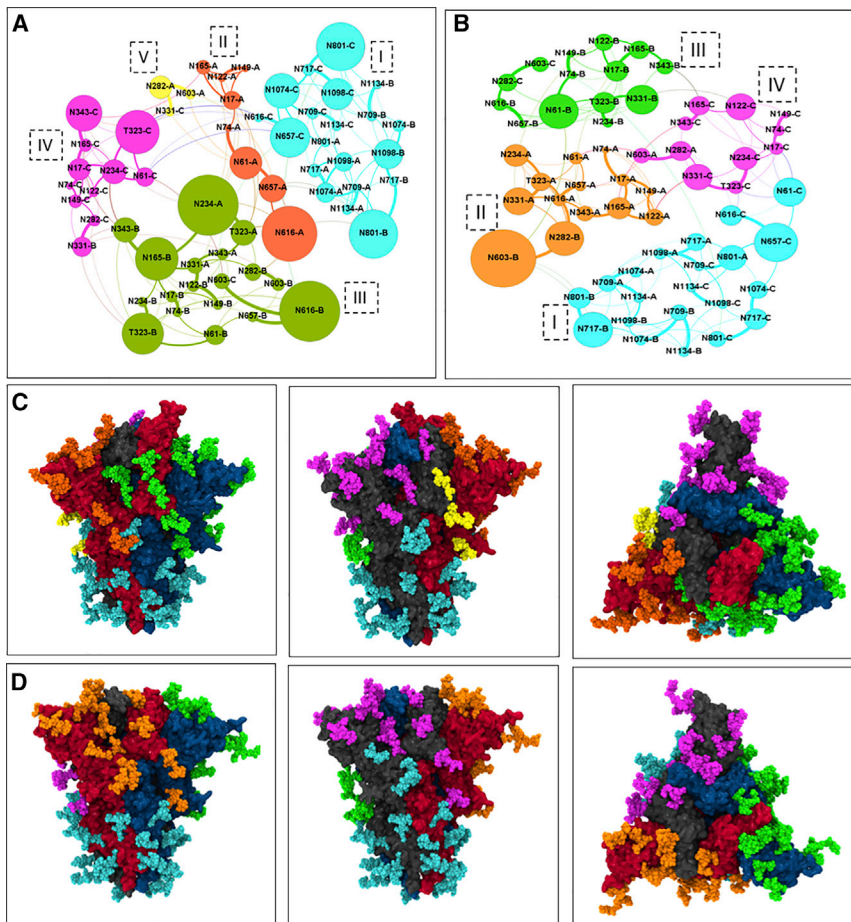 A
II
V
N165-A
N149-A
N122-A
N282-A
N603-A
N17-A
N331-C
N74-A
N616-C
N801-C
I
N717-C
N1074-C
N1098-C
N1134-B
N709-C
N709-B
N1134-C
N1074-B
N657-C
N801-A
N1098-A
N1098-B
N717-A
N717-B
N1074-A
N709-A
N1134-A
N801-B
N343-C
T323-C
IV
N165-C
N17-C
N234-C
N74-C
N61-C
N122-C
N149-C
N282-C
N331-B
N61-A
N657-A
N616-A
N234-A
N343-B
T323-A
N165-B
N343-A
N331-A
N282-B
N122-B
N603-C
N603-B
N17-B
N234-B
N149-B
N74-B
N616-B
III
T323-B
N657-B
N61-B
B
N122-B
III
N149-B
N165-B
N603-C
N17-B
N343-B
N74-B
N282-C
T323-B
N331-B
N616-B
N61-B
N234-B
N657-B
IV
N165-C
N122-C
N149-C
N343-C
N74-C
N17-C
N603-A
N282-A
N234-C
N331-C
T323-C
N234-A
N61-A
N74-A
T323-A
N657-A
N17-A
N331-A
N616-A
N149-A
N343-A
N165-A
N122-A
II
N282-B
N603-B
N61-C
N616-C
N657-C
N717-A
N1098-A
N801-A
N709-C
N1074-A
N709-A
N1074-C
N1134-C
N801-B
N1134-A
N1098-C
I
N717-B
N1098-B
N709-B
N717-C
N1074-B
N801-C
N1134-B
C
D